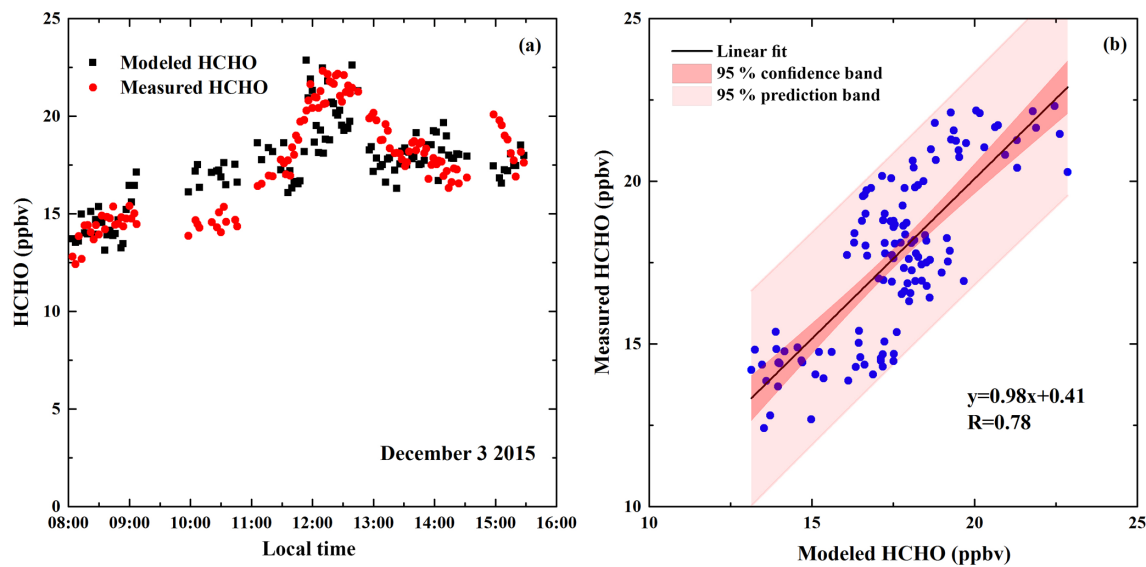 (a)
Modeled HCHO
Measured HCHO
HCHO (ppbv)
25
20
15
10
5
0
December 3 2015
08:00 09:00 10:00 11:00 12:00 13:00 14:00 15:00 16:00
Local time
(b)
Linear fit
95 % confidence band
95 % prediction band
Measured HCHO (ppbv)
25
20
15
10
y=0.98x+0.41
R=0.78
10 15 20 25
Modeled HCHO (ppbv)